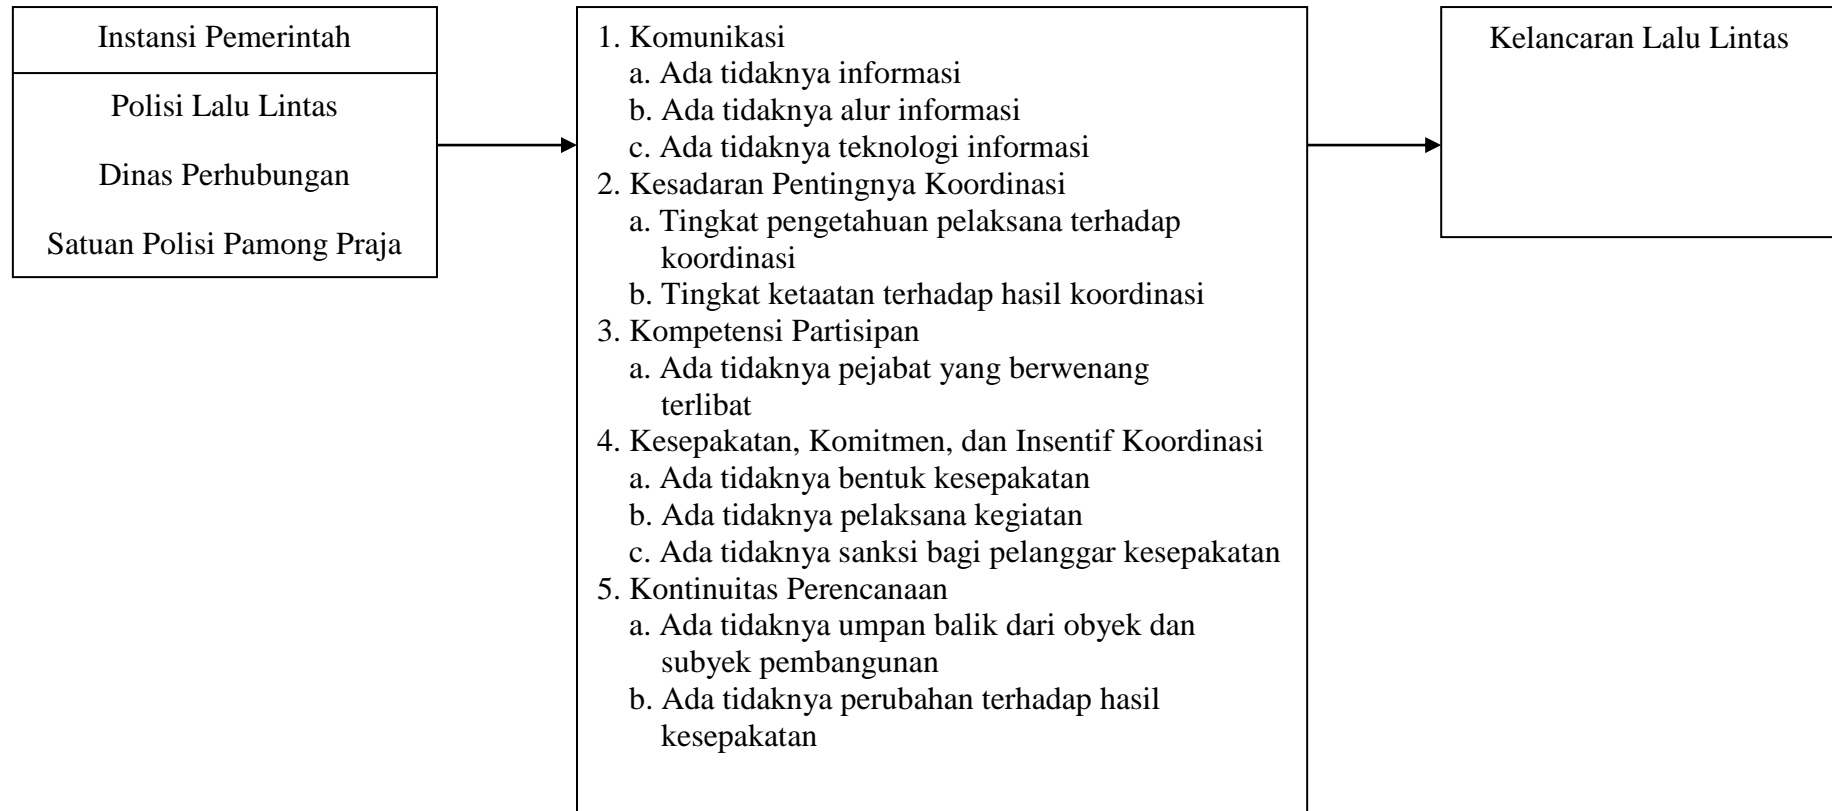 Instansi Pemerintah
Polisi Lalu Lintas
Dinas Perhubungan
Satuan Polisi Pamong Praja
1. Komunikasi
a. Ada tidaknya informasi
b. Ada tidaknya alur informasi
c. Ada tidaknya teknologi informasi
2. Kesadaran Pentingnya Koordinasi
a. Tingkat pengetahuan pelaksana terhadap
koordinasi
b. Tingkat ketaatan terhadap hasil koordinasi
3. Kompetensi Partisipan
a. Ada tidaknya pejabat yang berwenang
terlibat
4. Kesepakatan, Komitmen, dan Insentif Koordinasi
a. Ada tidaknya bentuk kesepakatan
b. Ada tidaknya pelaksana kegiatan
c. Ada tidaknya sanksi bagi pelanggar kesepakatan
5. Kontinuitas Perencanaan
a. Ada tidaknya umpan balik dari obyek dan
subyek pembangunan
b. Ada tidaknya perubahan terhadap hasil
kesepakatan
Kelancaran Lalu Lintas